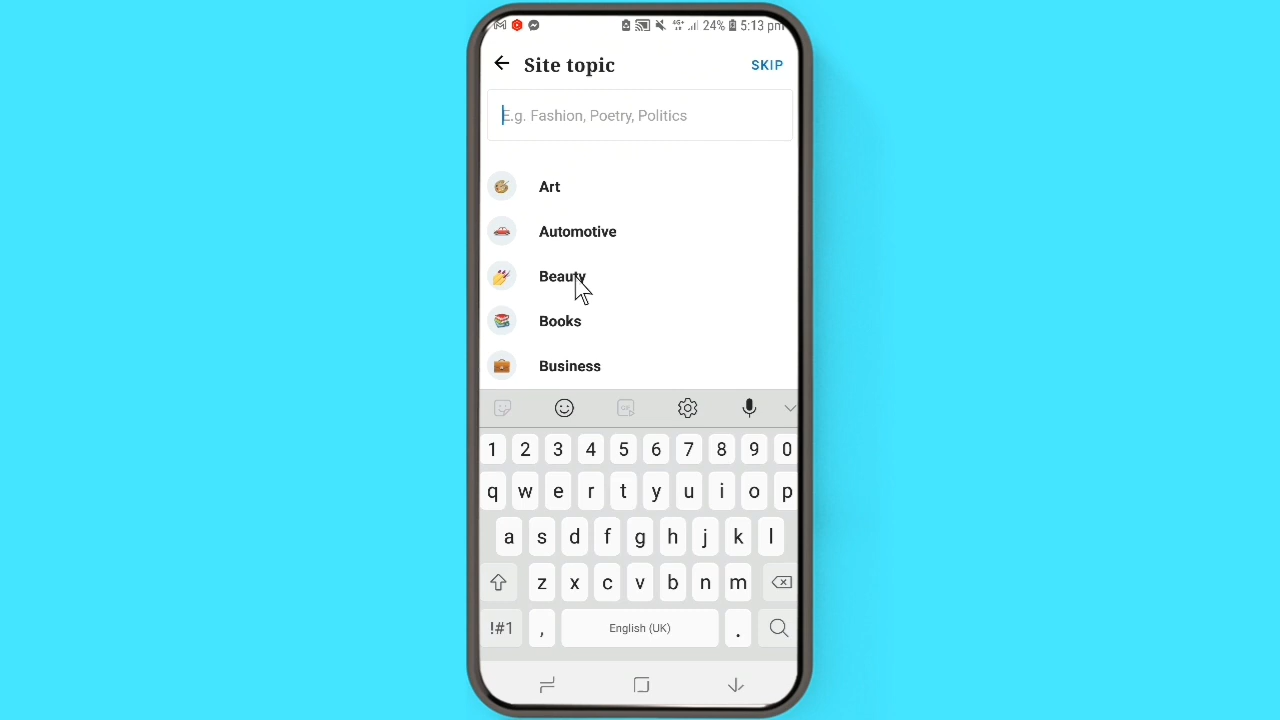 24% 5:13 pm
Site topic SKIP
E.g. Fashion, Poetry, Politics
Art
Automotive
Beauty
Books
Business
1 2 3 4 5 6 7 8 9 0
q w e r t y u i o p
a s d f g h j k l
z x c v b n m
!#1 , English (UK) .